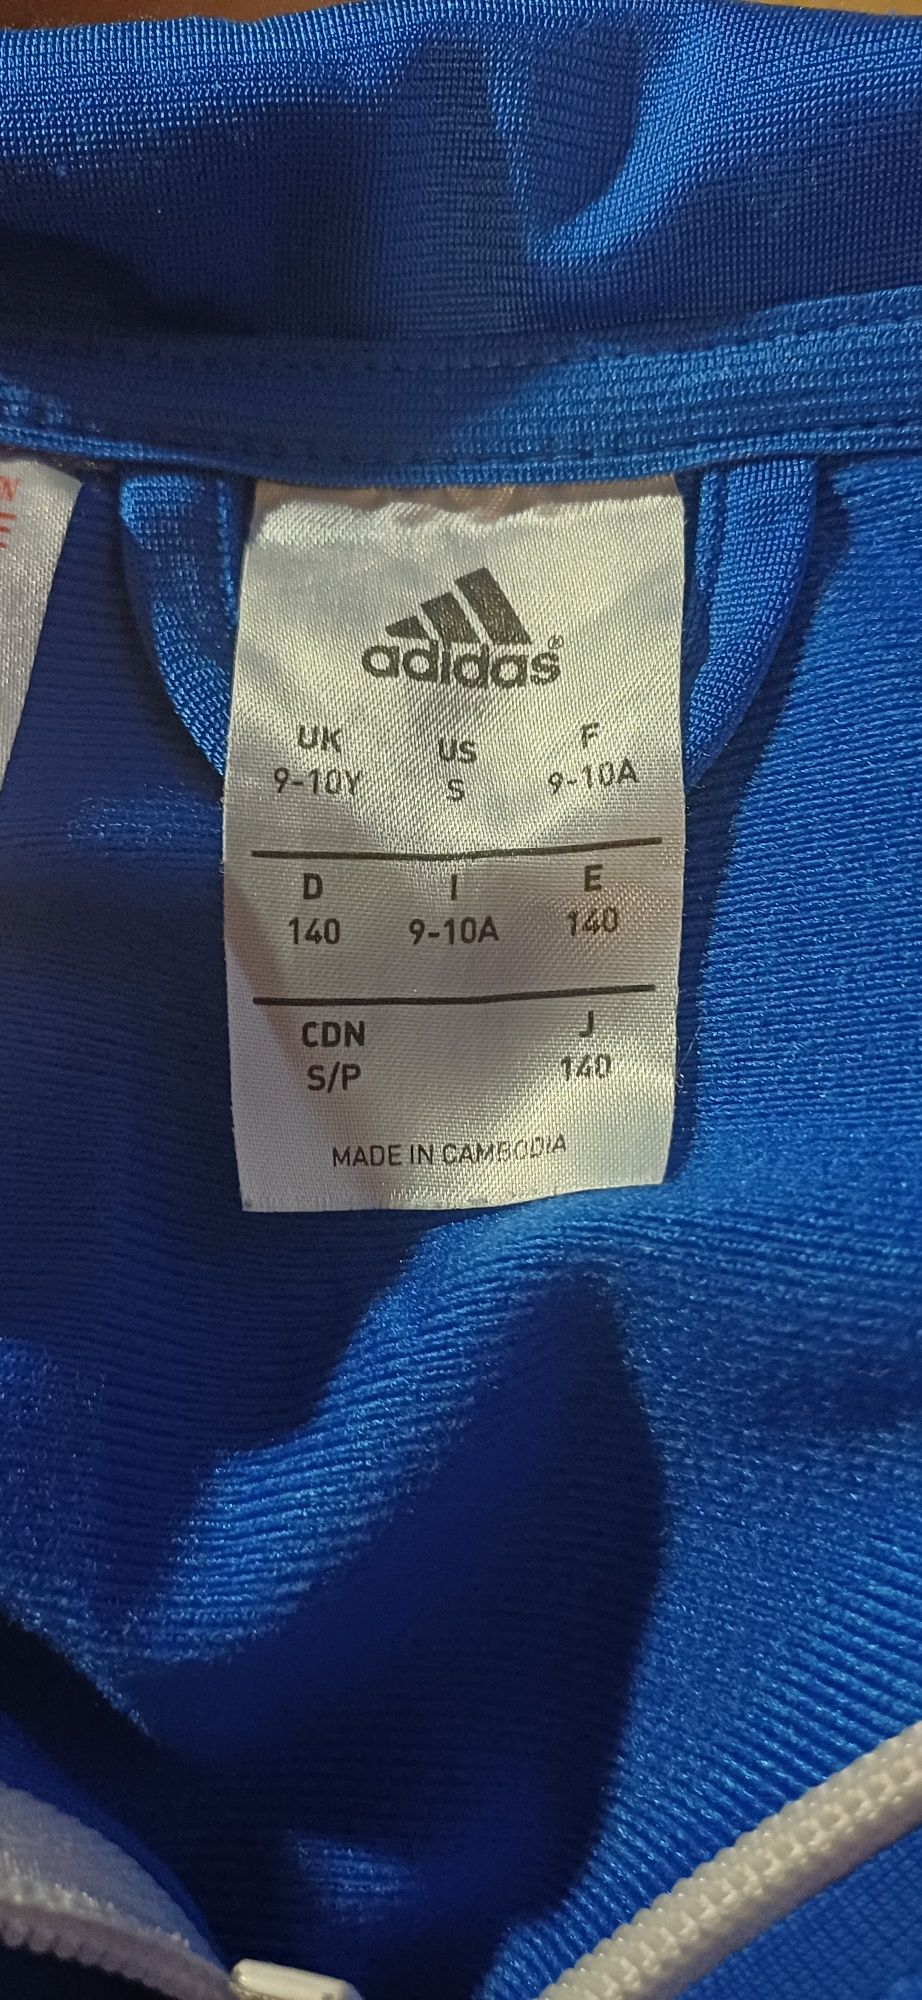 adidas®
UK US F
9-10Y S 9-10A
D I E
140 9-10A 140
CDN J
S/P 140
MADE IN CAMBODIA